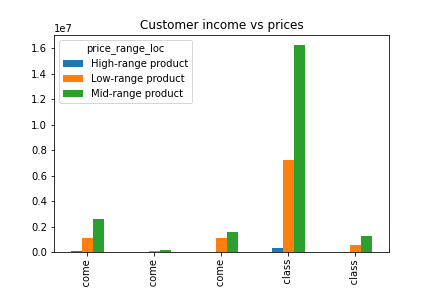 Customer income vs prices
1e7
price_range_loc
High-range product
Low-range product
Mid-range product
1.6
1.4
1.2
1.0
0.8
0.6
0.4
0.2
0.0
come
come
come
class
class